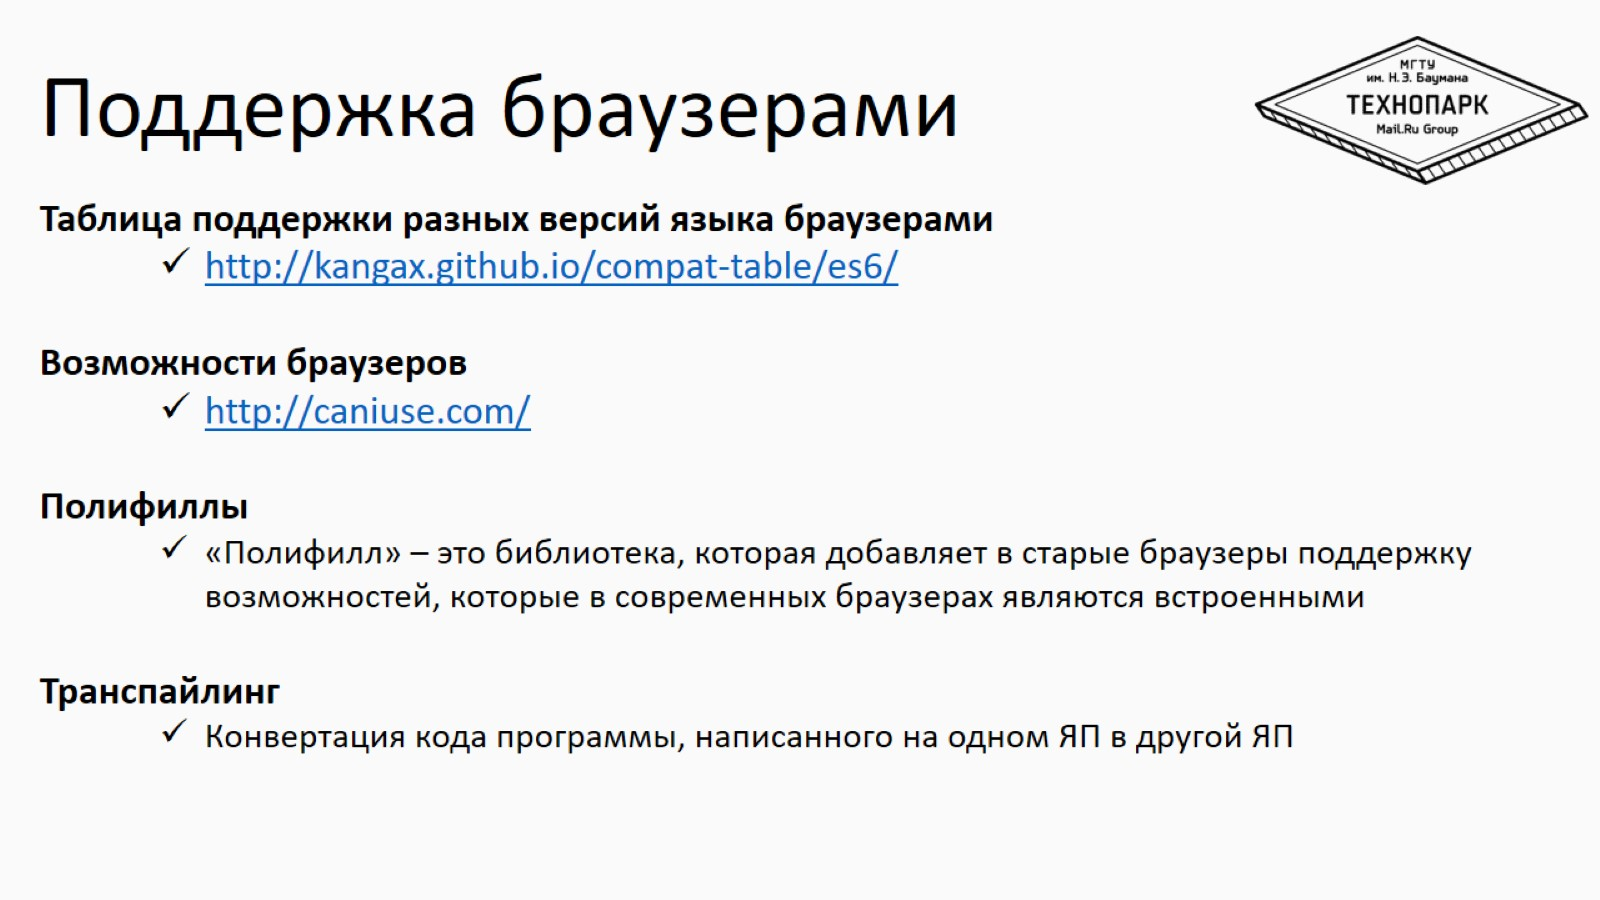 Поддержка браузерами
МГТУ
им. Н.Э. Баумана
ТЕХНОПАРК
Mail.Ru Group
Таблица поддержки разных версий языка браузерами
✓ http://kangax.github.io/compat-table/es6/
Возможности браузеров
✓ http://caniuse.com/
Полифиллы
✓ «Полифилл» – это библиотека, которая добавляет в старые браузеры поддержку
возможностей, которые в современных браузерах являются встроенными
Транспайлинг
✓ Конвертация кода программы, написанного на одном ЯП в другой ЯП